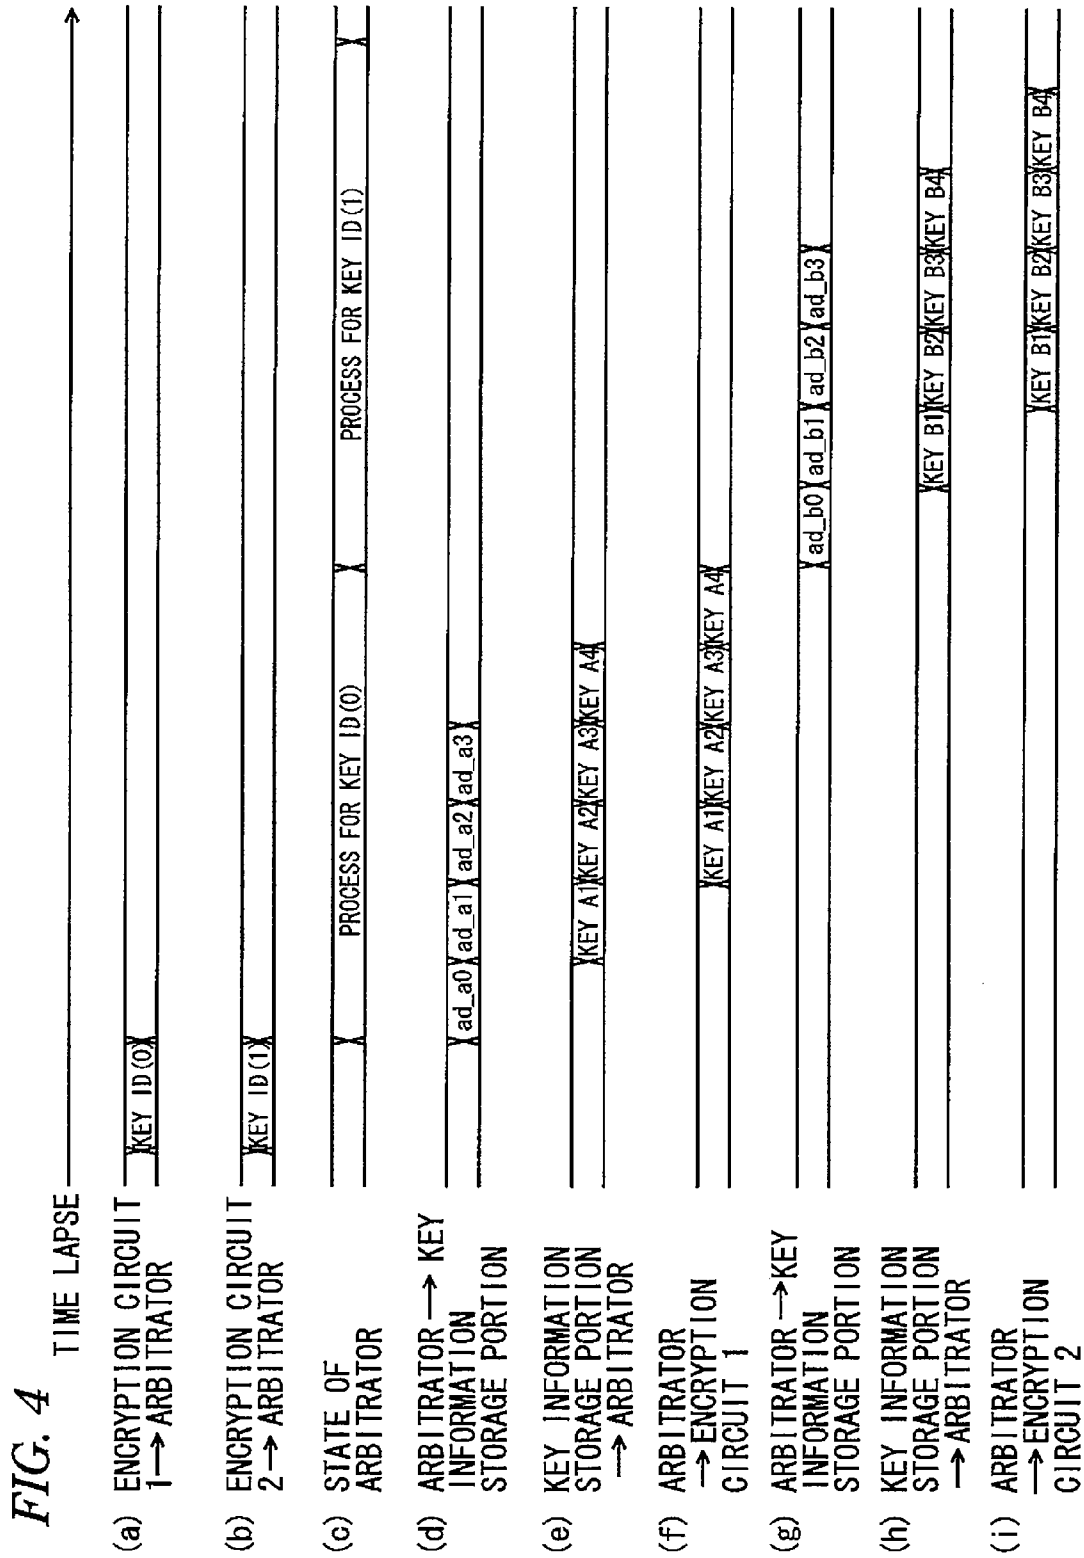 FIG. 4
TIME LAPSE
(a) ENCRYPTION CIRCUIT
1→ARBITRATOR
KEY ID(0)
(b) ENCRYPTION CIRCUIT
2→ARBITRATOR
KEY ID(1)
(c) STATE OF
ARBITRATOR
PROCESS FOR KEY ID(0)
PROCESS FOR KEY ID(1)
(d) ARBITRATOR→KEY
INFORMATION
STORAGE PORTION
ad_a0 ad_a1 ad_a2 ad_a3
(e) KEY INFORMATION
STORAGE PORTION
→ARBITRATOR
KEY A1 KEY A2 KEY A3 KEY A4
(f) ARBITRATOR
→ENCRYPTION
CIRCUIT 1
KEY A1 KEY A2 KEY A3 KEY A4
(g) ARBITRATOR→KEY
INFORMATION
STORAGE PORTION
ad_b0 ad_b1 ad_b2 ad_b3
(h) KEY INFORMATION
STORAGE PORTION
→ARBITRATOR
KEY B1 KEY B2 KEY B3 KEY B4
(i) ARBITRATOR
→ENCRYPTION
CIRCUIT 2
KEY B1 KEY B2 KEY B3 KEY B4